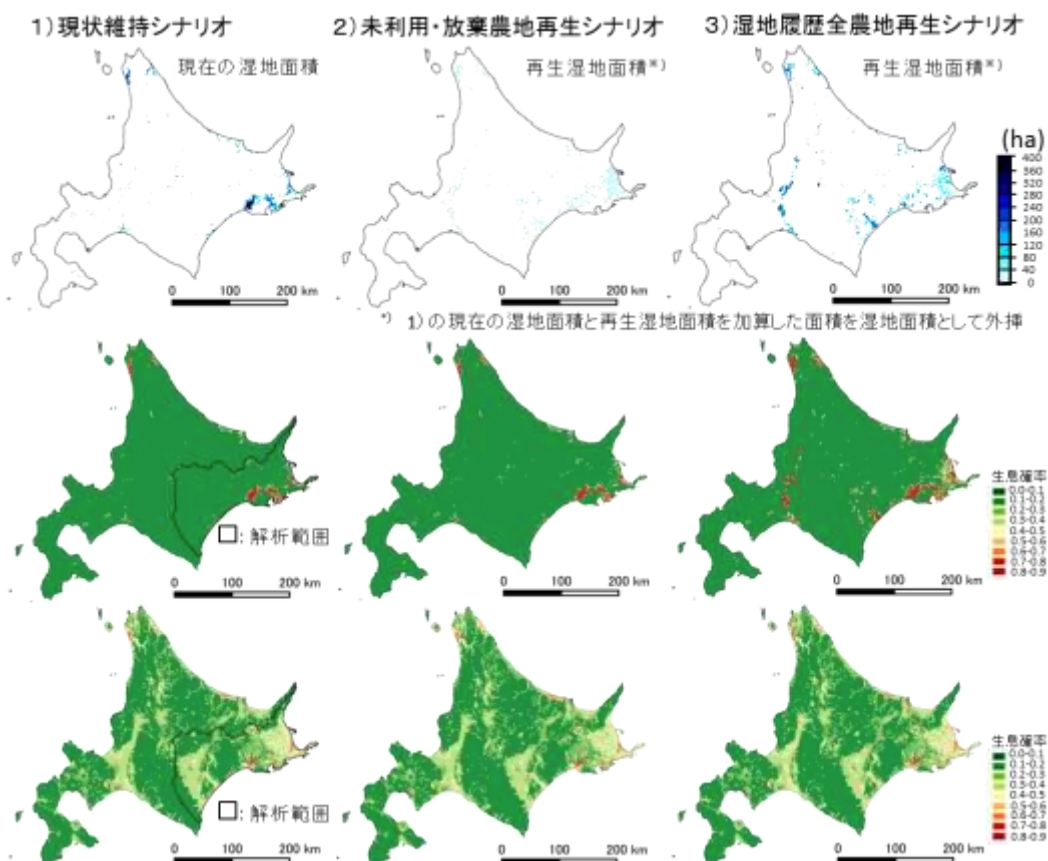 1）現状維持シナリオ
2）未利用・放棄農地再生シナリオ
3）湿地履歴全農地再生シナリオ
現在の湿地面積
再生湿地面積※）
再生湿地面積※）
(ha)
400
360
320
280
240
200
160
120
80
40
0
0 100 200 km
0 100 200 km
0 100 200 km
*) 1）の現在の湿地面積と再生湿地面積を加算した面積を湿地面積として外挿
□：解析範囲
生息確率
0.0-0.1
0.1-0.2
0.2-0.3
0.3-0.4
0.4-0.5
0.5-0.6
0.6-0.7
0.7-0.8
0.8-0.9
0 100 200 km
0 100 200 km
0 100 200 km
□：解析範囲
生息確率
0.0-0.1
0.1-0.2
0.2-0.3
0.3-0.4
0.4-0.5
0.5-0.6
0.6-0.7
0.7-0.8
0.8-0.9
0 100 200 km
0 100 200 km
0 100 200 km